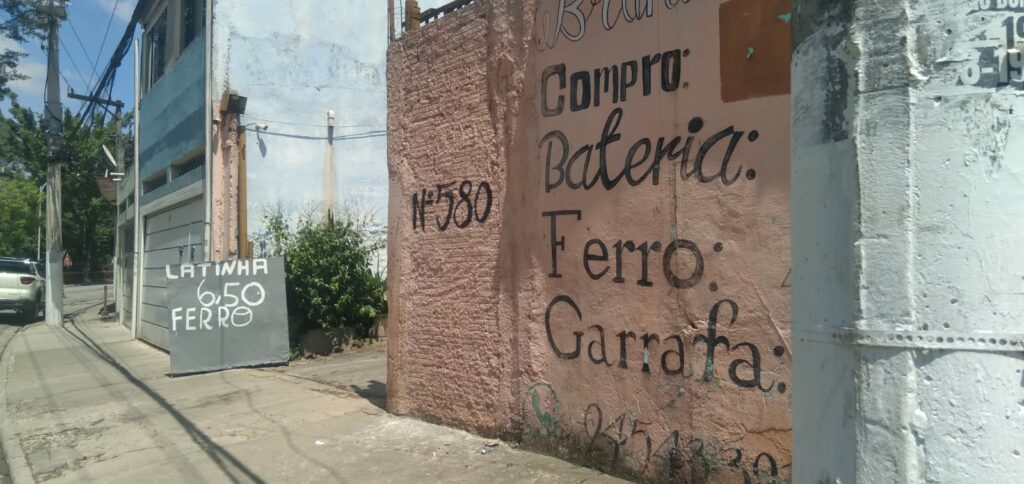 LATINHA
6,50
FERRO
Nº580
Compro:
Bateria:
Ferro:
Garrafa: